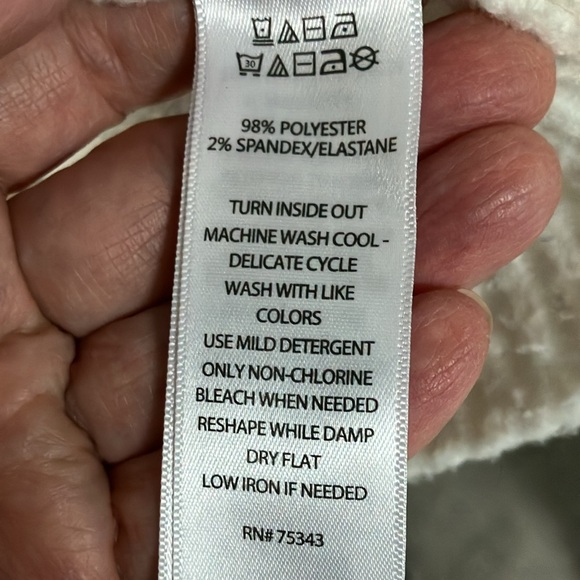 30
98% POLYESTER
2% SPANDEX/ELASTANE
TURN INSIDE OUT
MACHINE WASH COOL -
DELICATE CYCLE
WASH WITH LIKE
COLORS
USE MILD DETERGENT
ONLY NON-CHLORINE
BLEACH WHEN NEEDED
RESHAPE WHILE DAMP
DRY FLAT
LOW IRON IF NEEDED
RN# 75343